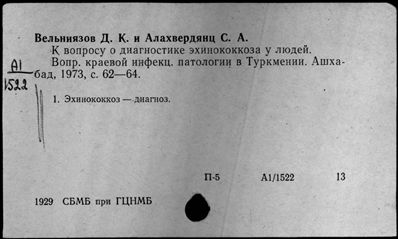 Вельниязов Д. К. и Алахвердянц С. А.
К вопросу о диагностике эхинококкоза у людей.
Вопр. краевой инфекц. патологии в Туркмении. Ашха-
бад, 1973, с. 62—64.
А1
1522
1. Эхинококкоз — диагноз.
П-5 А1/1522 13
1929 СБМБ при ГЦНМБ